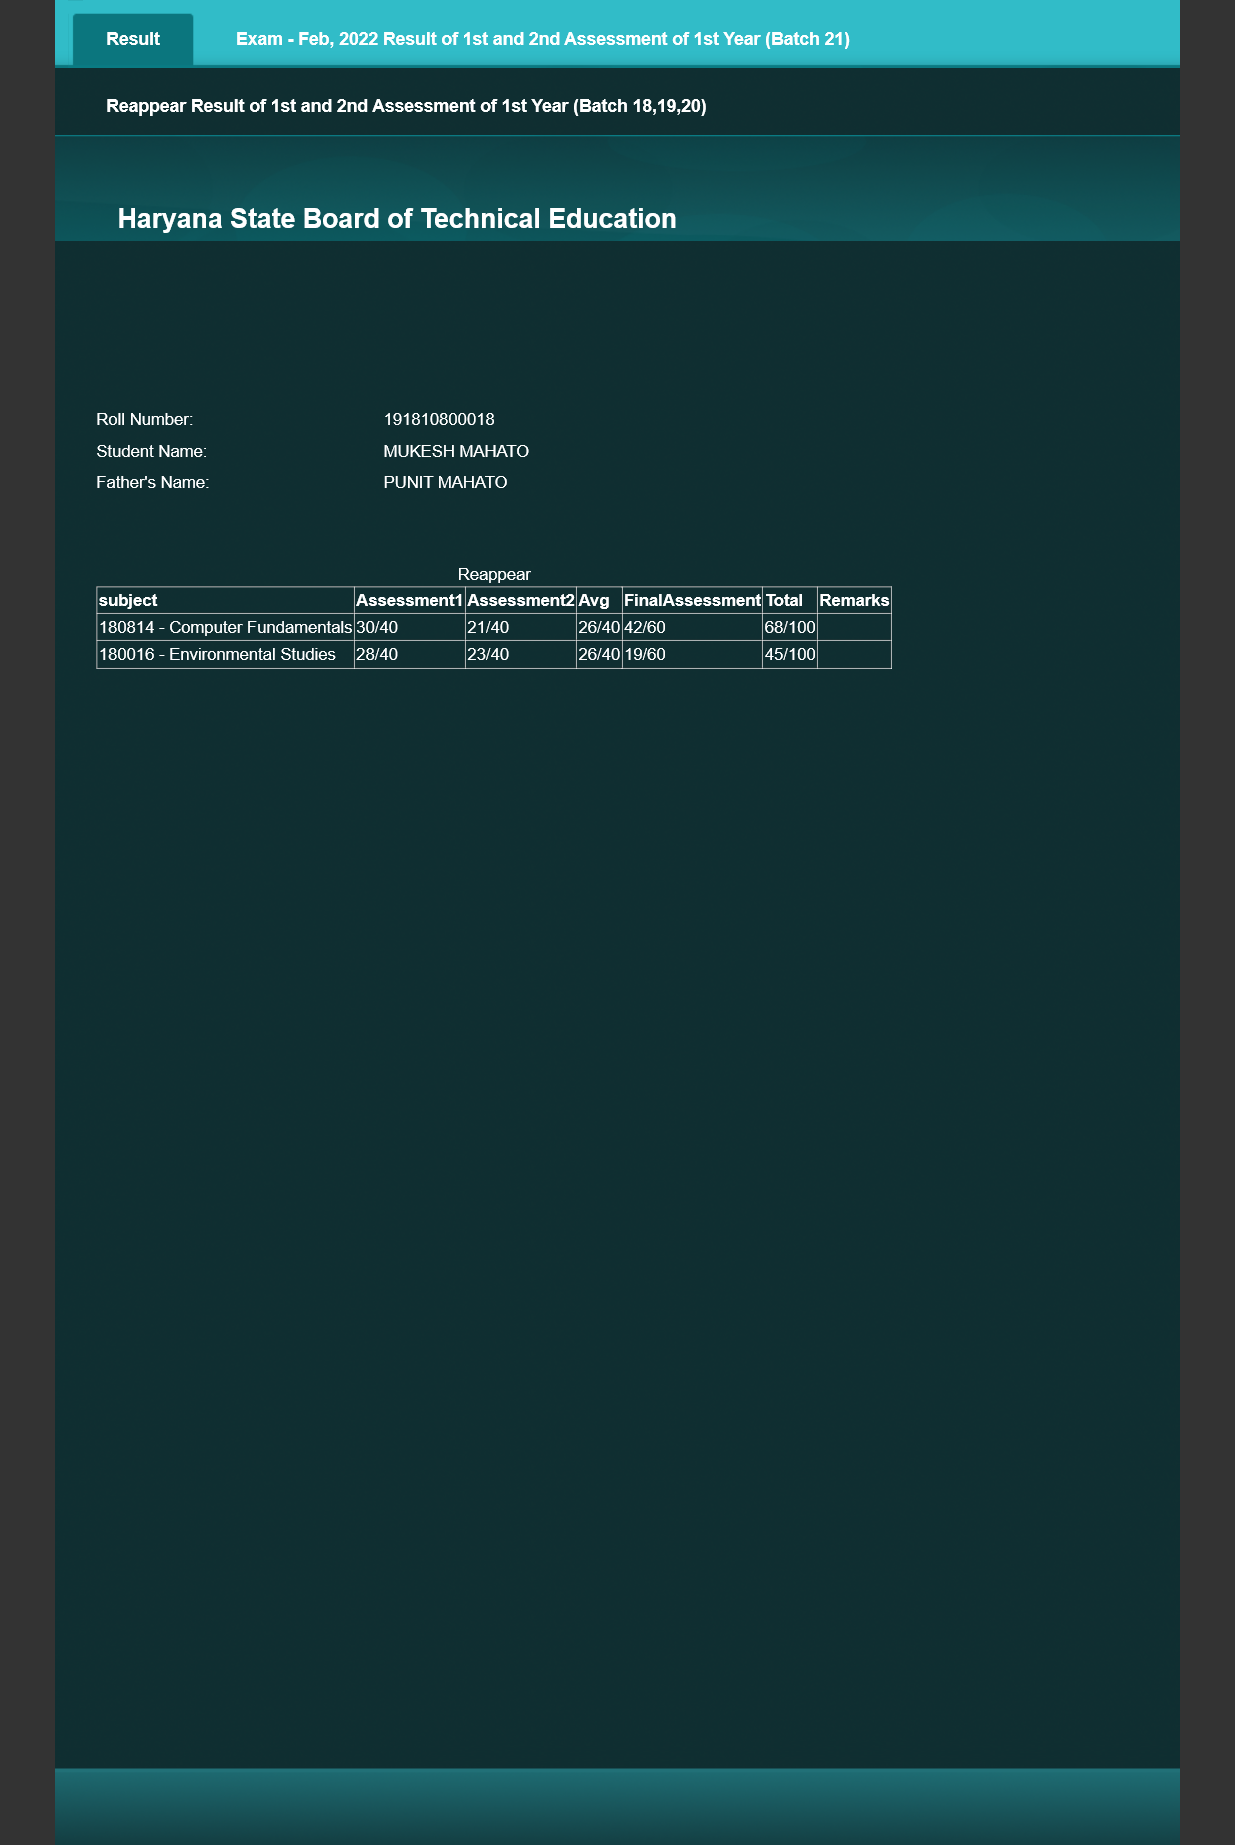 Result Exam - Feb, 2022 Result of 1st and 2nd Assessment of 1st Year (Batch 21)
Reappear Result of 1st and 2nd Assessment of 1st Year (Batch 18,19,20)
Haryana State Board of Technical Education
Roll Number: 191810800018
Student Name: MUKESH MAHATO
Father's Name: PUNIT MAHATO
Reappear
subject Assessment1 Assessment2 Avg FinalAssessment Total Remarks
180814 - Computer Fundamentals 30/40 21/40 26/40 42/60 68/100
180016 - Environmental Studies 28/40 23/40 26/40 19/60 45/100